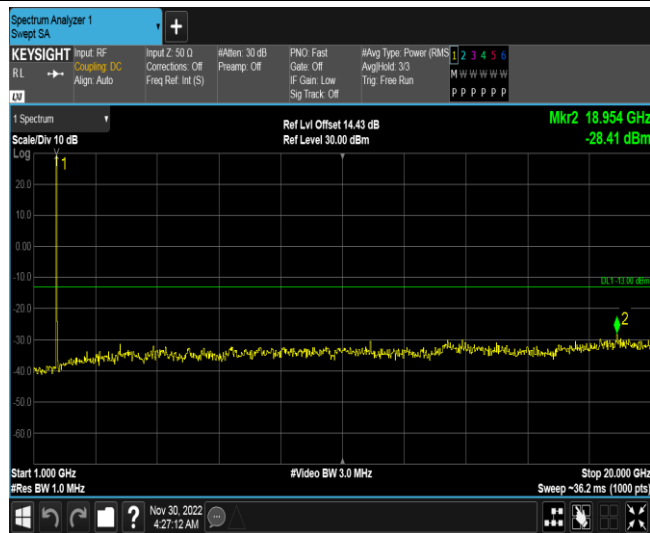 Spectrum Analyzer 1
Swept SA
KEYSIGHT
RL
LXI
Input: RF
Coupling: DC
Align: Auto
Input Z: 50 Ω
Corrections: Off
Freq Ref: Int (S)
#Atten: 30 dB
Preamp: Off
PNO: Fast
Gate: Off
IF Gain: Low
Sig Track: Off
#Avg Type: Power (RMS
Avg|Hold: 3/3
Trig: Free Run
1 2 3 4 5 6
M W W W W W
P P P P P P
1 Spectrum
Scale/Div 10 dB
Log
Ref Lvl Offset 14.43 dB
Ref Level 30.00 dBm
Mkr2 18.954 GHz
-28.41 dBm
1
20.0
10.0
0.00
-10.0
DL1 -13.00 dBm
-20.0
2
-30.0
-40.0
-50.0
-60.0
Start 1.000 GHz
#Res BW 1.0 MHz
#Video BW 3.0 MHz
Stop 20.000 GHz
Sweep ~36.2 ms (1000 pts)
?
Nov 30, 2022
4:27:12 AM